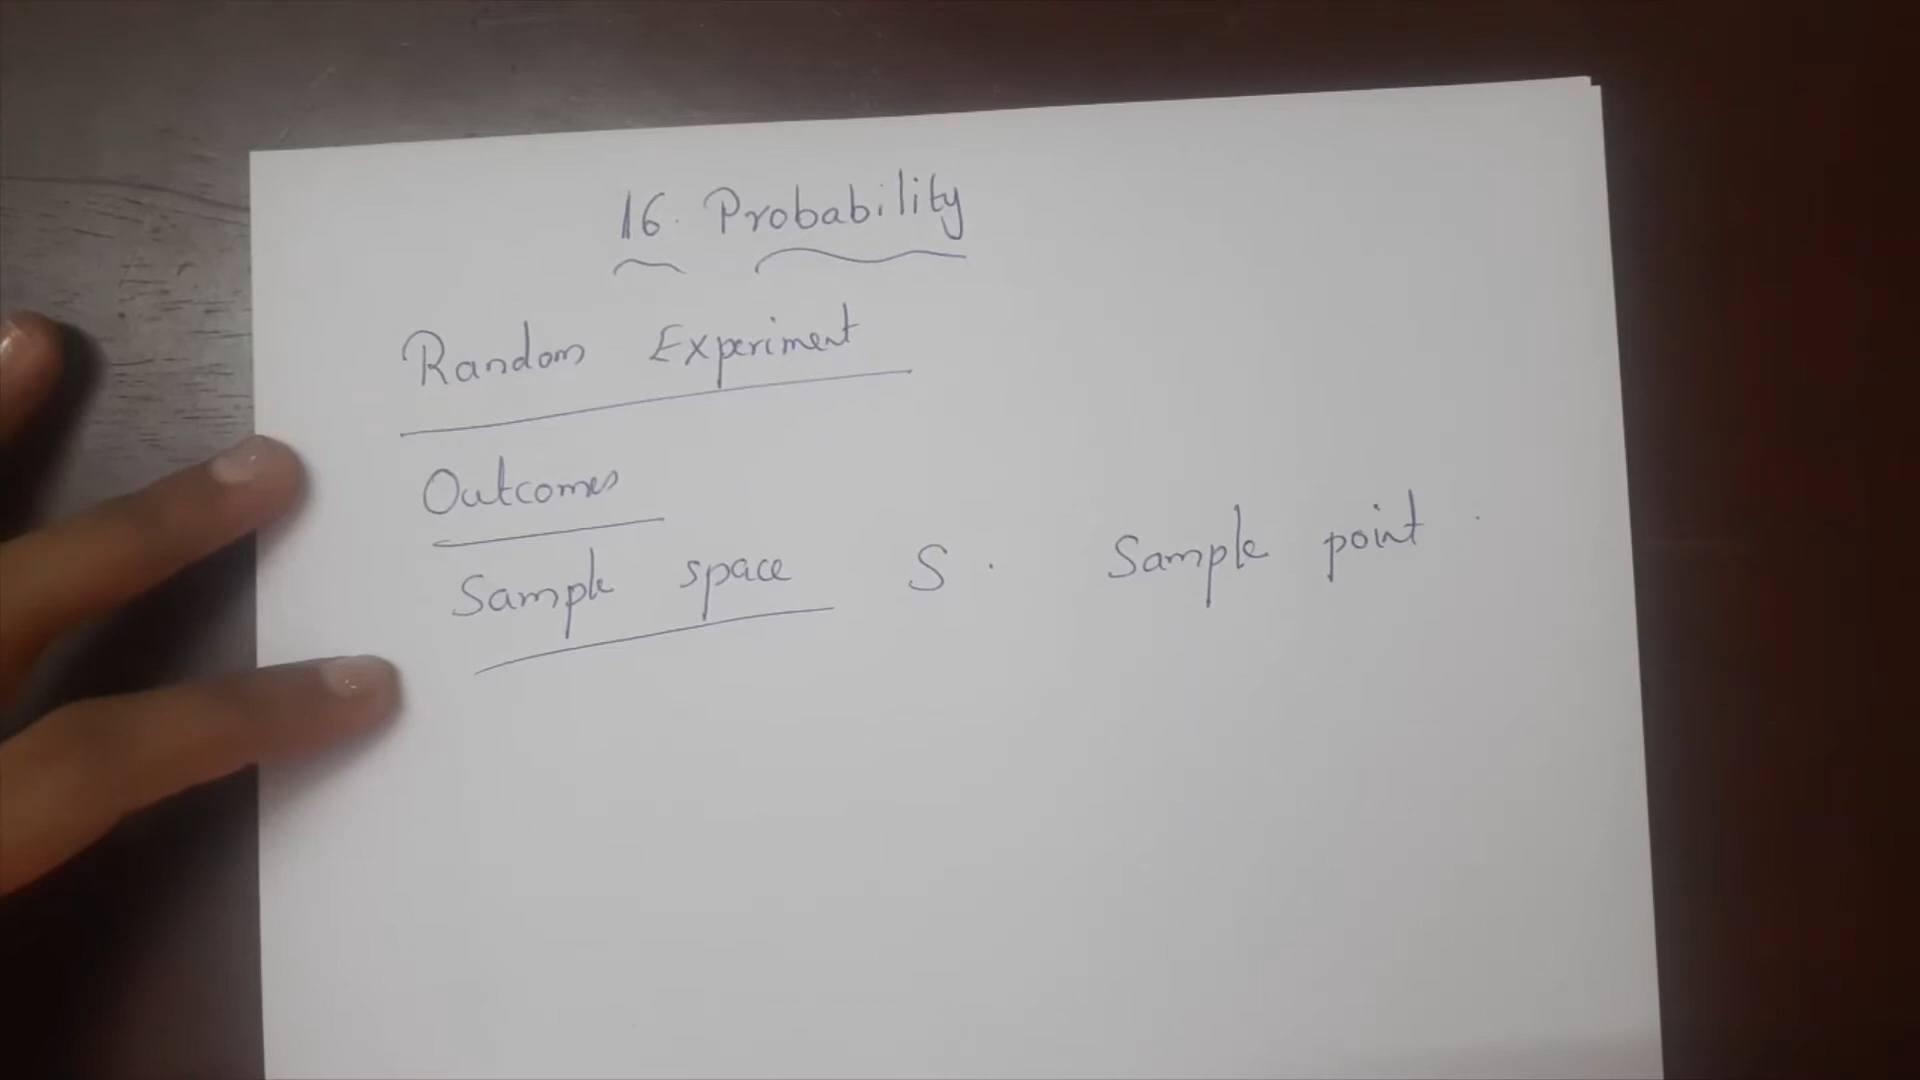 16. Probability
Random Experiment
Outcomes
Sample space S. Sample point.